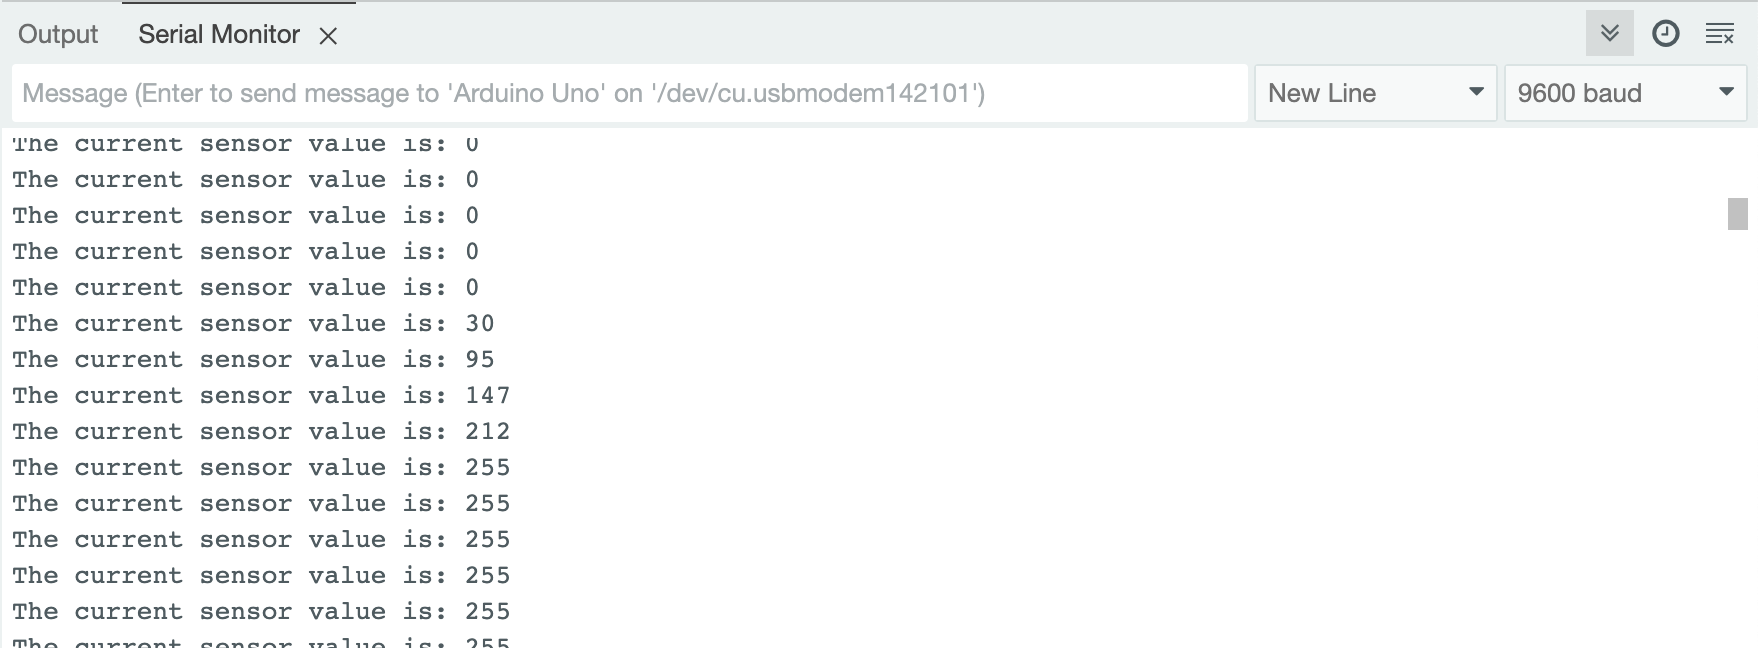 Output Serial Monitor
Message (Enter to send message to 'Arduino Uno' on '/dev/cu.usbmodem142101') New Line 9600 baud
The current sensor value is: 0
The current sensor value is: 0
The current sensor value is: 0
The current sensor value is: 0
The current sensor value is: 0
The current sensor value is: 30
The current sensor value is: 95
The current sensor value is: 147
The current sensor value is: 212
The current sensor value is: 255
The current sensor value is: 255
The current sensor value is: 255
The current sensor value is: 255
The current sensor value is: 255
The current sensor value is: 255